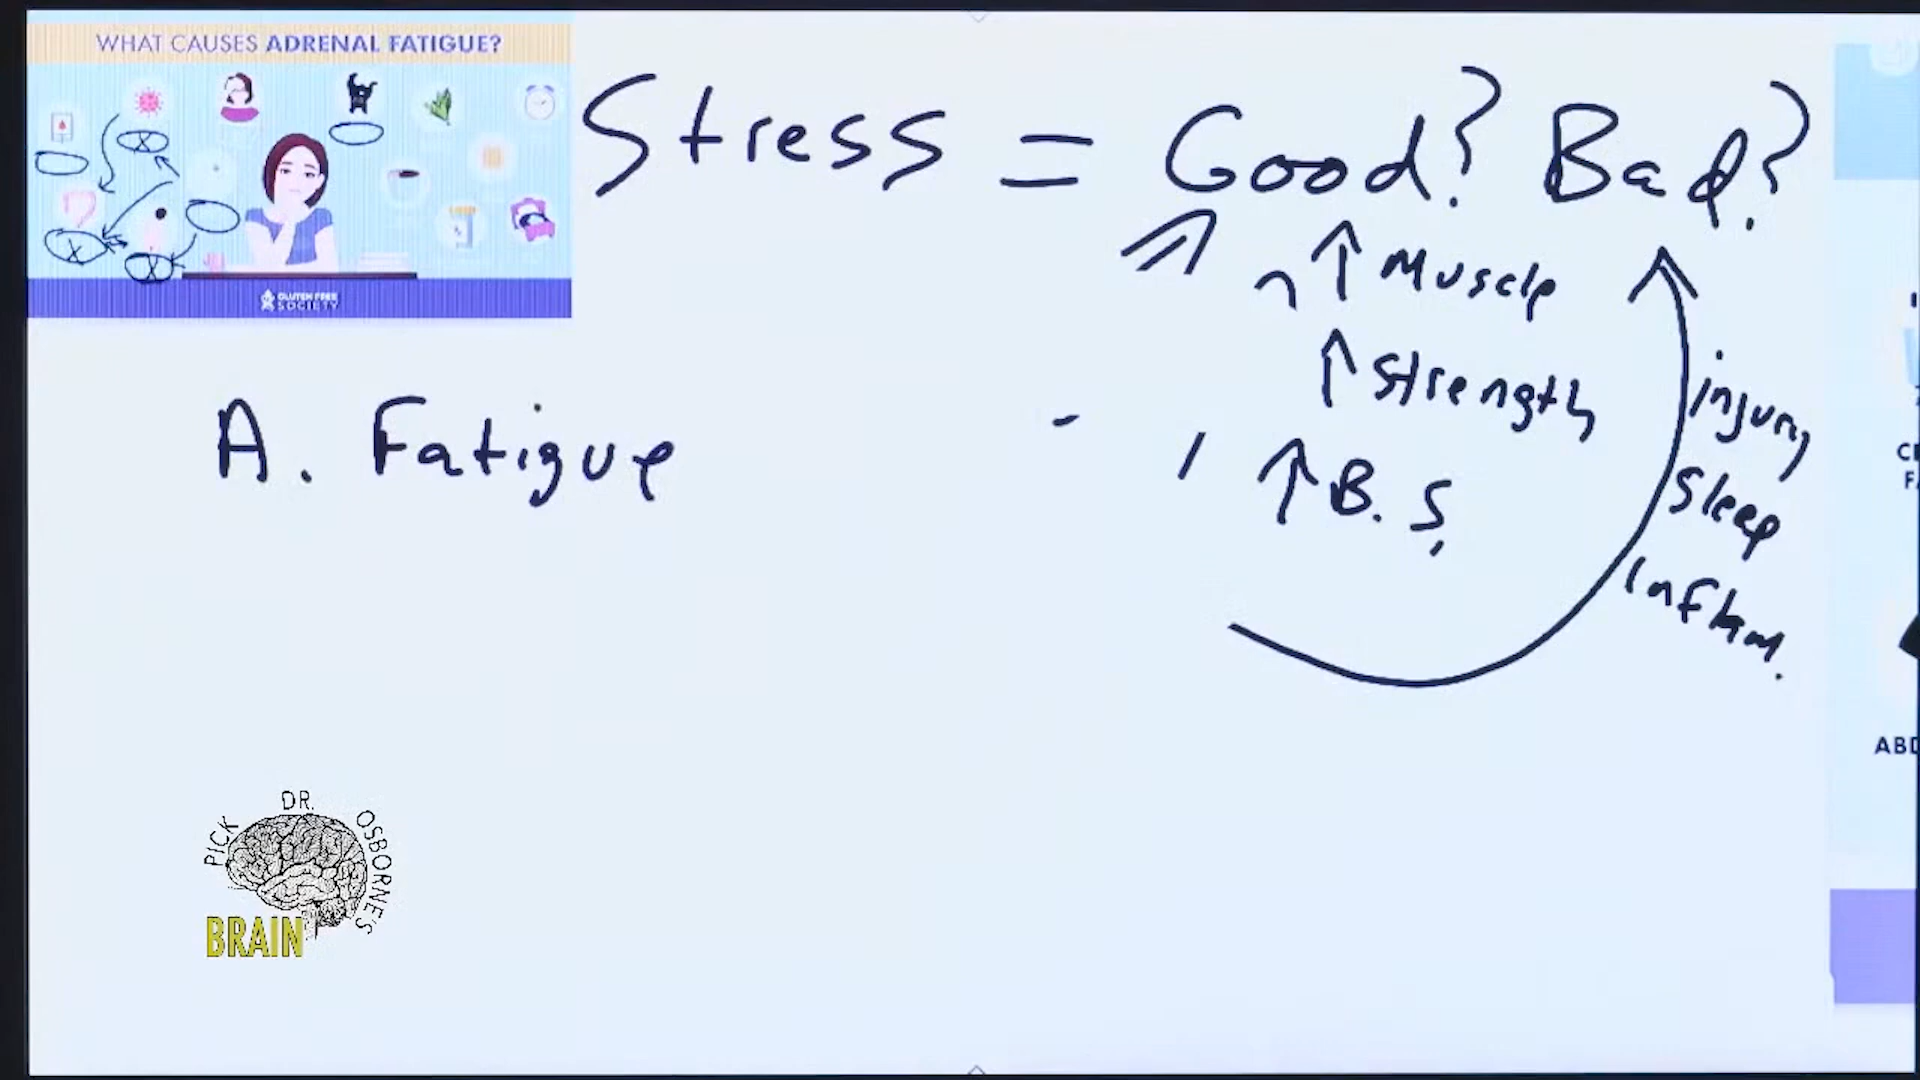 WHAT CAUSES ADRENAL FATIGUE?
GLUTEN FREE
SOCIETY
Stress = Good? Bad?
↑ Muscle
↑ Strength
↑ B.S.
injury
Sleep
inflam.
A. Fatigue
PICK DR. OSBORNE'S
BRAIN